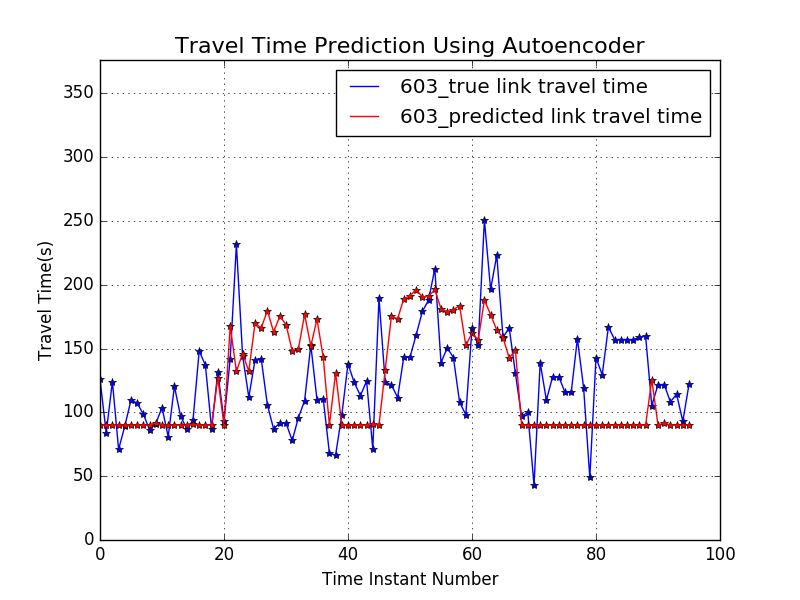 Travel Time Prediction Using Autoencoder
603_true link travel time
603_predicted link travel time
350
300
250
200
150
100
50
0
Travel Time(s)
0 20 40 60 80 100
Time Instant Number